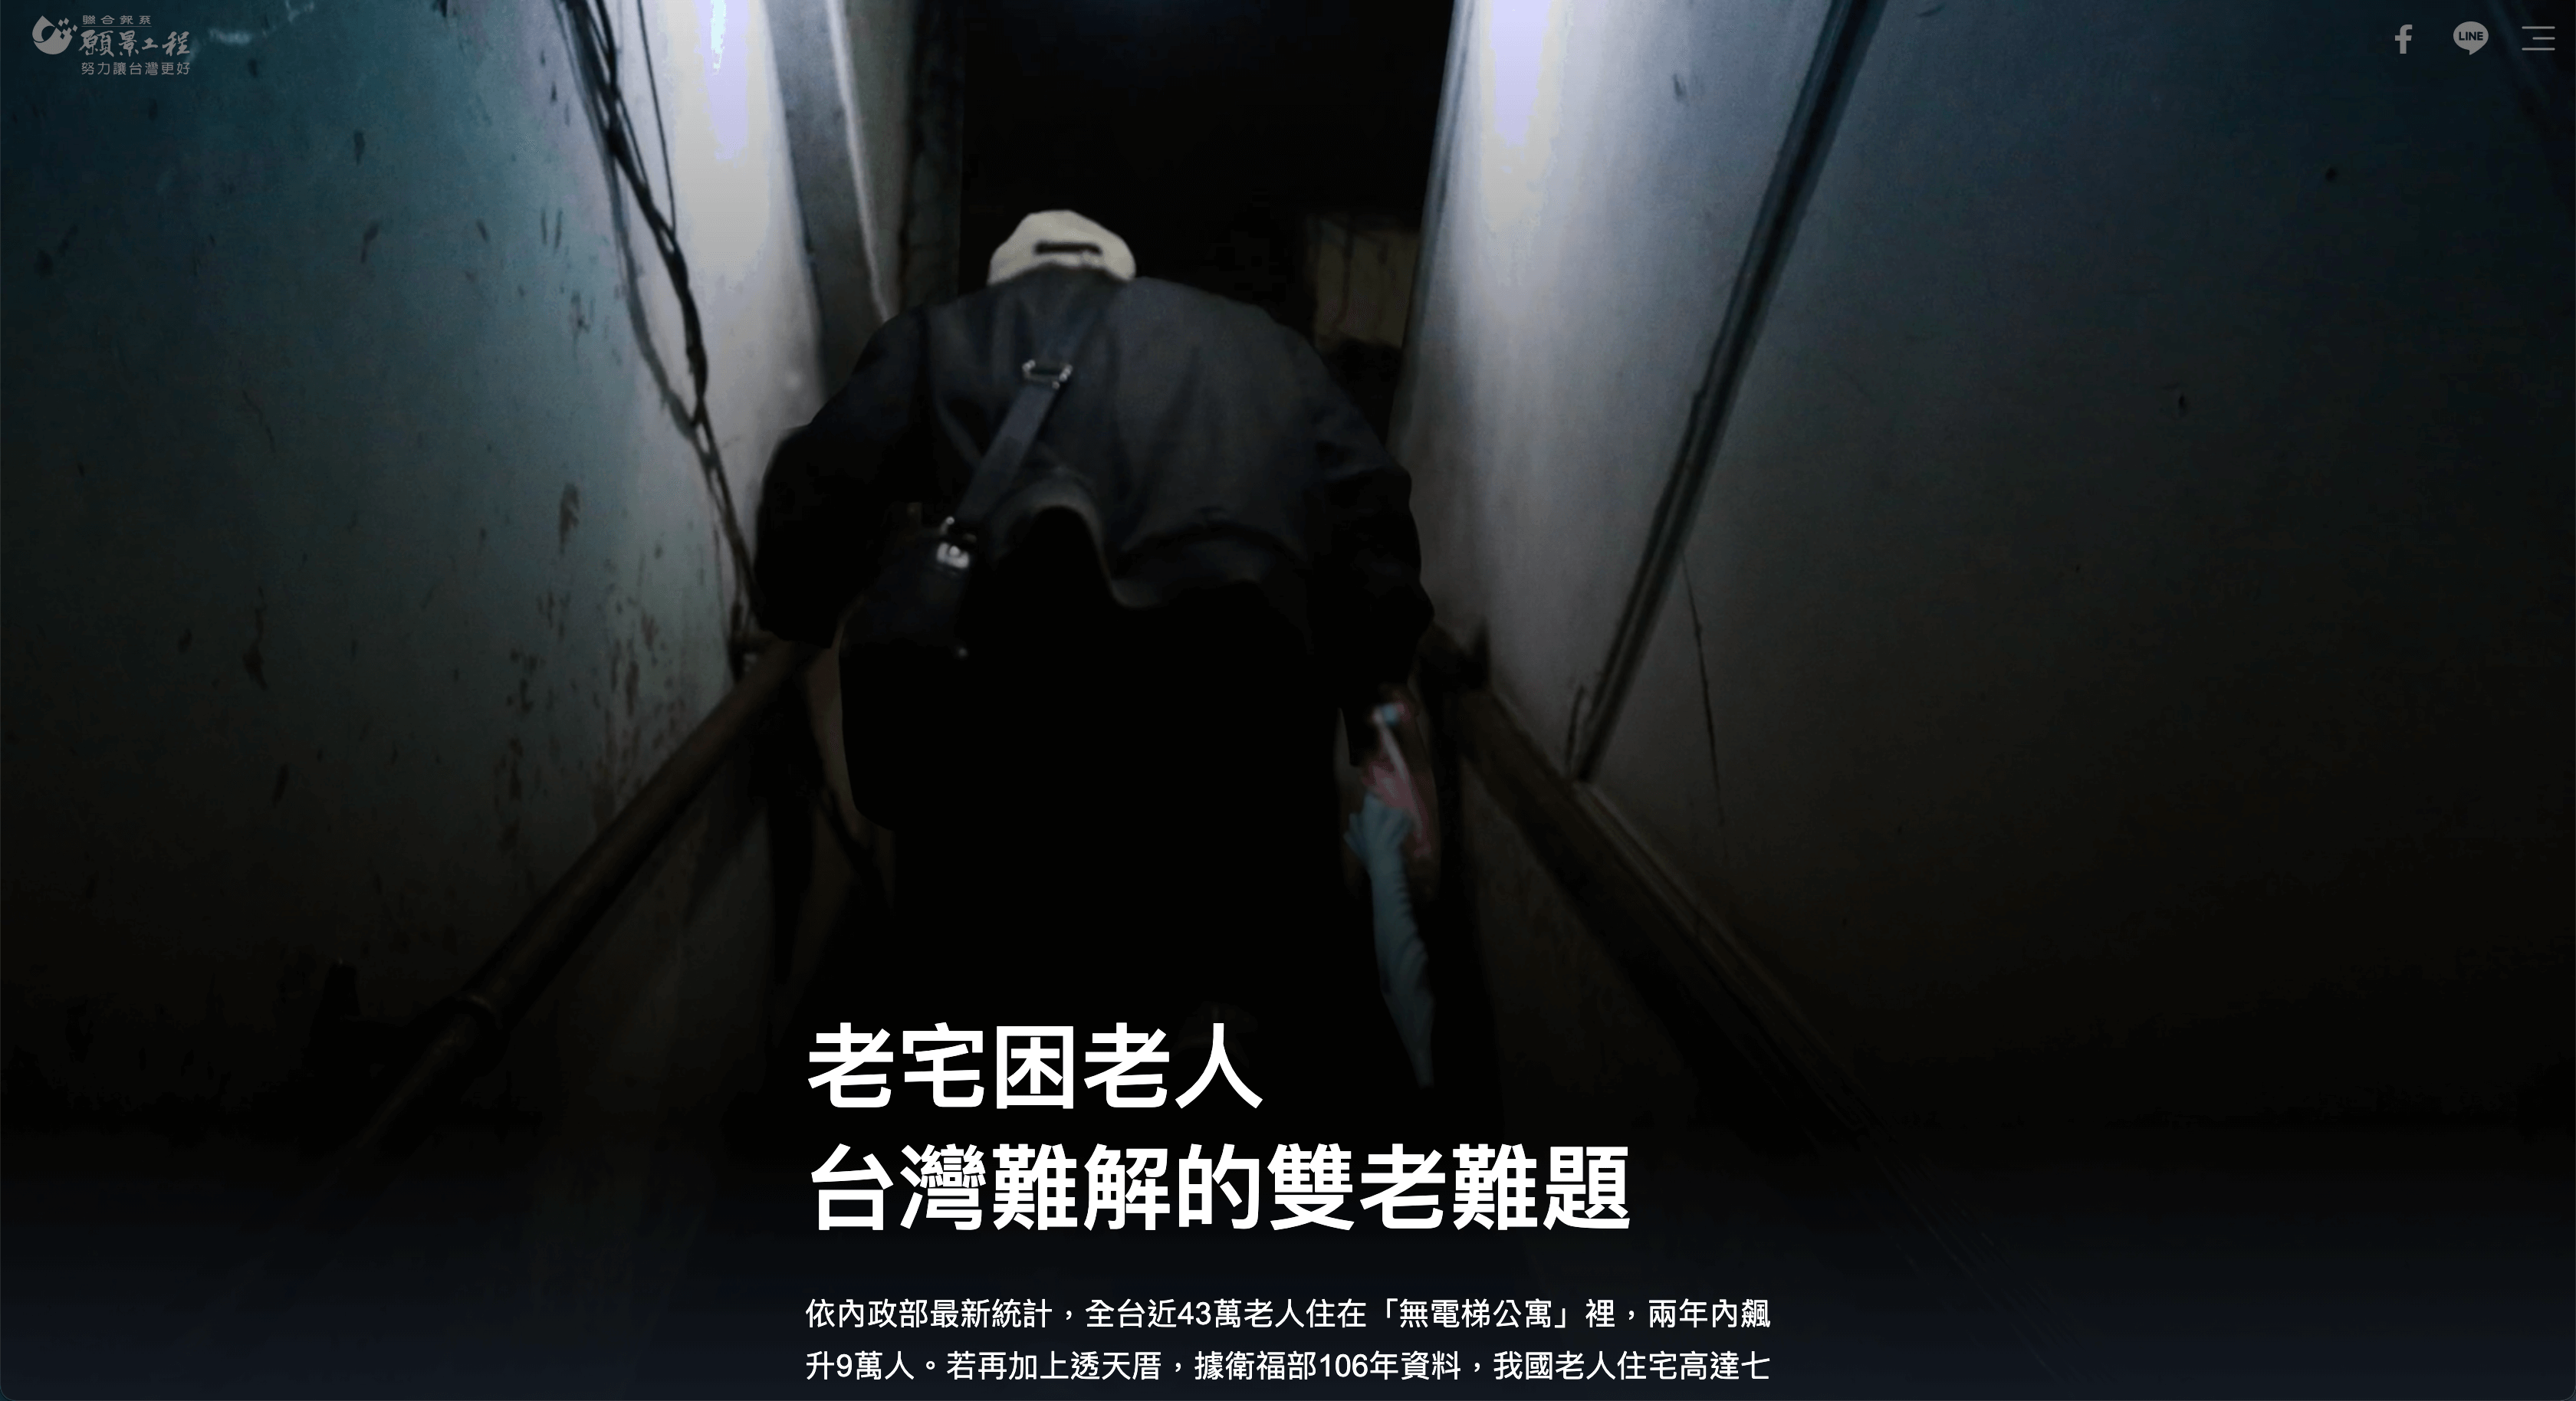 聯合報系
願景工程
努力讓台灣更好
LINE
老宅困老人
台灣難解的雙老難題
依內政部最新統計，全台近43萬老人住在「無電梯公寓」裡，兩年內飆
升9萬人。若再加上透天厝，據衛福部106年資料，我國老人住宅高達七